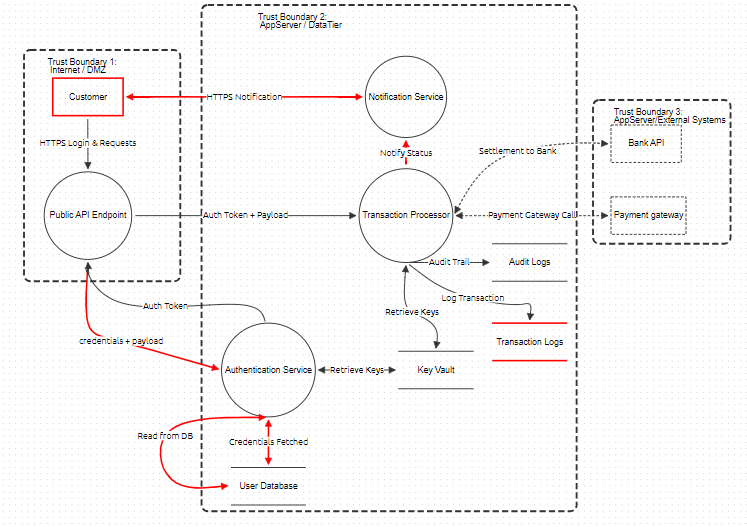 Trust Boundary 2:
AppServer / DataTier
Trust Boundary 1:
Internet / DMZ
Customer
HTTPS Notification
Notification Service
Trust Boundary 3:
AppServer/External Systems
Bank API
HTTPS Login & Requests
Notify Status
Settlement to Bank
Public API Endpoint
Auth Token + Payload
Transaction Processor
Payment Gateway Call
Payment gateway
Audit Trail
Audit Logs
Log Transaction
Auth Token
Retrieve Keys
credentials + payload
Transaction Logs
Authentication Service
Retrieve Keys
Key Vault
Read from DB
Credentials Fetched
User Database